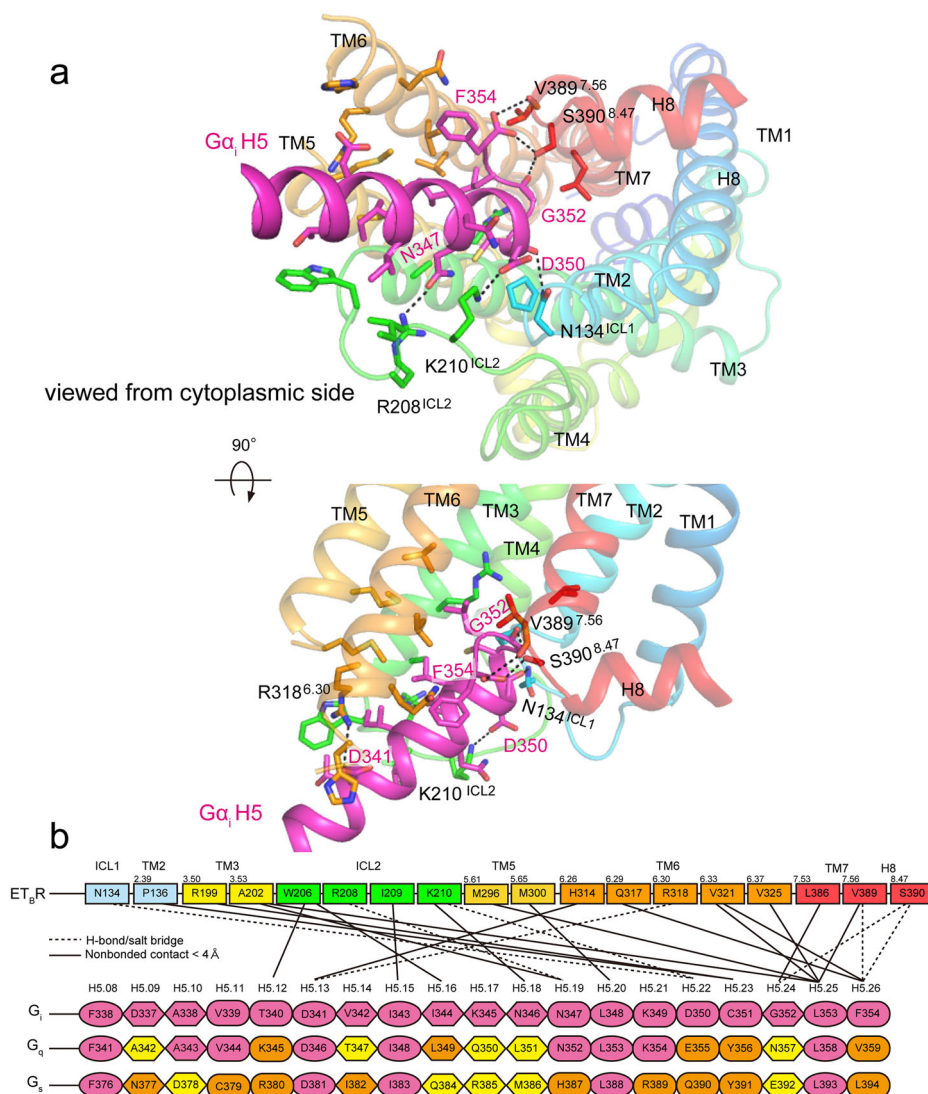 a
TM6
F354
V389 7.56
S390 8.47
H8
TM1
Gαi H5
TM5
TM7
H8
G352
N347
D350
TM2
N134 ICL1
K210 ICL2
TM3
R208 ICL2
TM4
viewed from cytoplasmic side
90°
TM5
TM6
TM3
TM7
TM2
TM1
TM4
G352
V389 7.56
F354
S390 8.47
R318 6.30
H8
N134 ICL1
D341
D350
K210 ICL2
Gαi H5
b
ICL1 TM2 TM3 ICL2 TM5 TM6 TM7 H8
2.39 3.50 3.53 5.61 5.65 6.26 6.29 6.30 6.33 6.37 7.53 7.56 8.47
ETBR N134 P136 R199 A202 W206 R208 I209 K210 M296 M300 H314 Q317 R318 V321 V325 L386 V389 S390
H-bond/salt bridge
Nonbonded contact < 4 Å
H5.08 H5.09 H5.10 H5.11 H5.12 H5.13 H5.14 H5.15 H5.16 H5.17 H5.18 H5.19 H5.20 H5.21 H5.22 H5.23 H5.24 H5.25 H5.26
Gi F338 D337 A338 V339 T340 D341 V342 I343 I344 K345 N346 N347 L348 K349 D350 C351 G352 L353 F354
Gq F341 A342 A343 V344 K345 D346 T347 I348 L349 Q350 L351 N352 L353 K354 E355 Y356 N357 L358 V359
Gs F376 N377 D378 C379 R380 D381 I382 I383 Q384 R385 M386 H387 L388 R389 Q390 Y391 E392 L393 L394